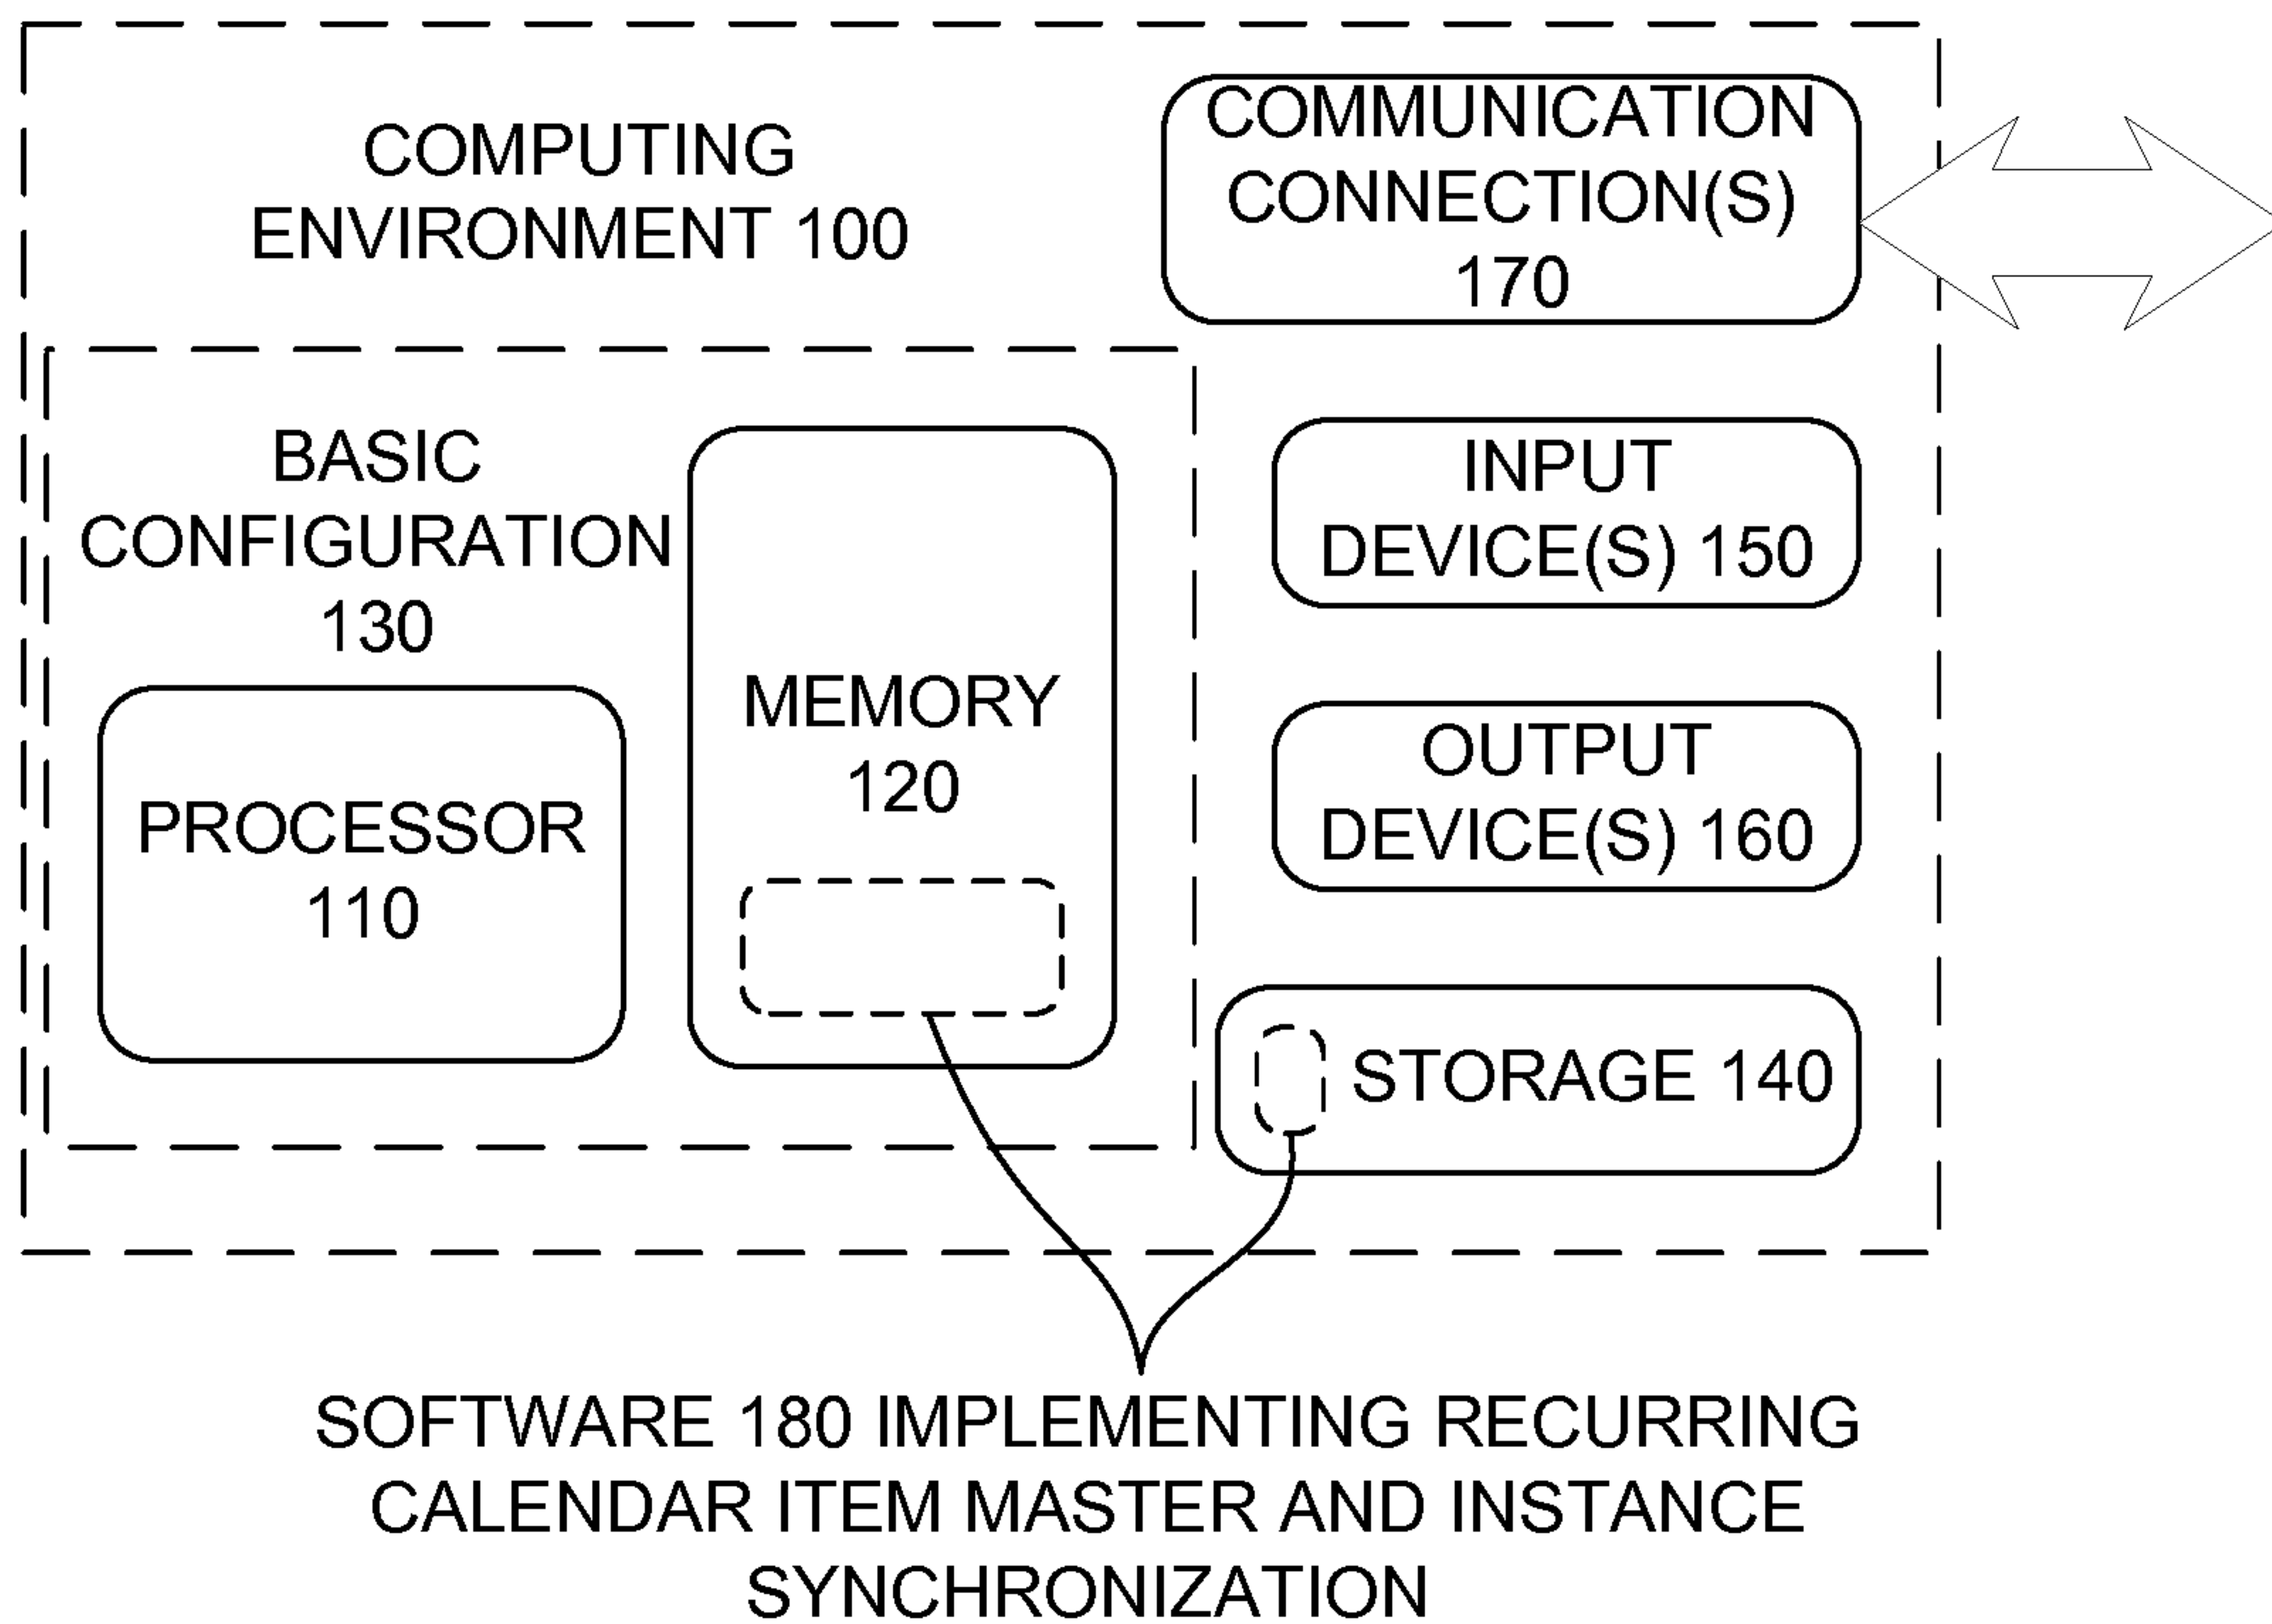 COMPUTING
ENVIRONMENT 100
COMMUNICATION
CONNECTION(S)
170
BASIC
CONFIGURATION
130
PROCESSOR
110
MEMORY
120
INPUT
DEVICE(S) 150
OUTPUT
DEVICE(S) 160
STORAGE 140
SOFTWARE 180 IMPLEMENTING RECURRING
CALENDAR ITEM MASTER AND INSTANCE
SYNCHRONIZATION